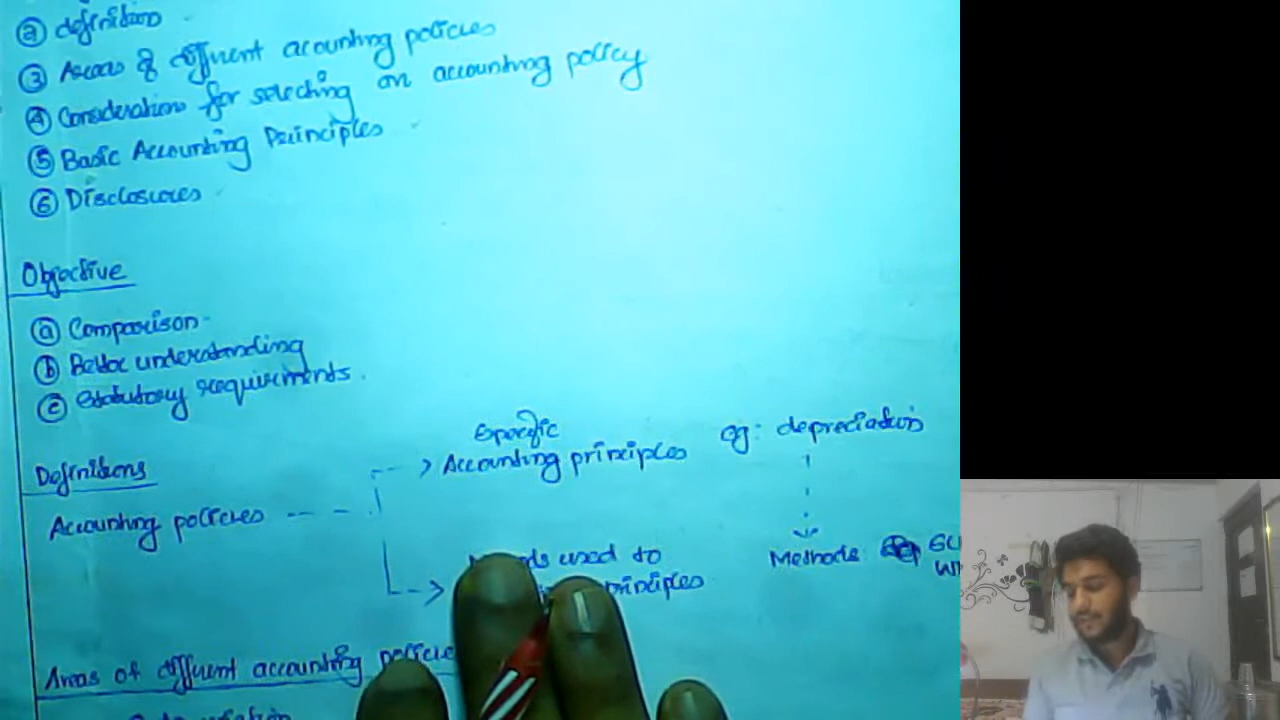 ② definition
③ Areas of different acounting policies
④ Consideration for selecting an accounting policy
⑤ Basic Accounting Principles
⑥ Disclosures
Objective
ⓐ Comparison
ⓑ Better understanding
ⓒ Statutory requirements.
Definitions
Specific
Accounting principles eg: depreciation
Accounting policies
used to Methods
principles
Areas of different accounting